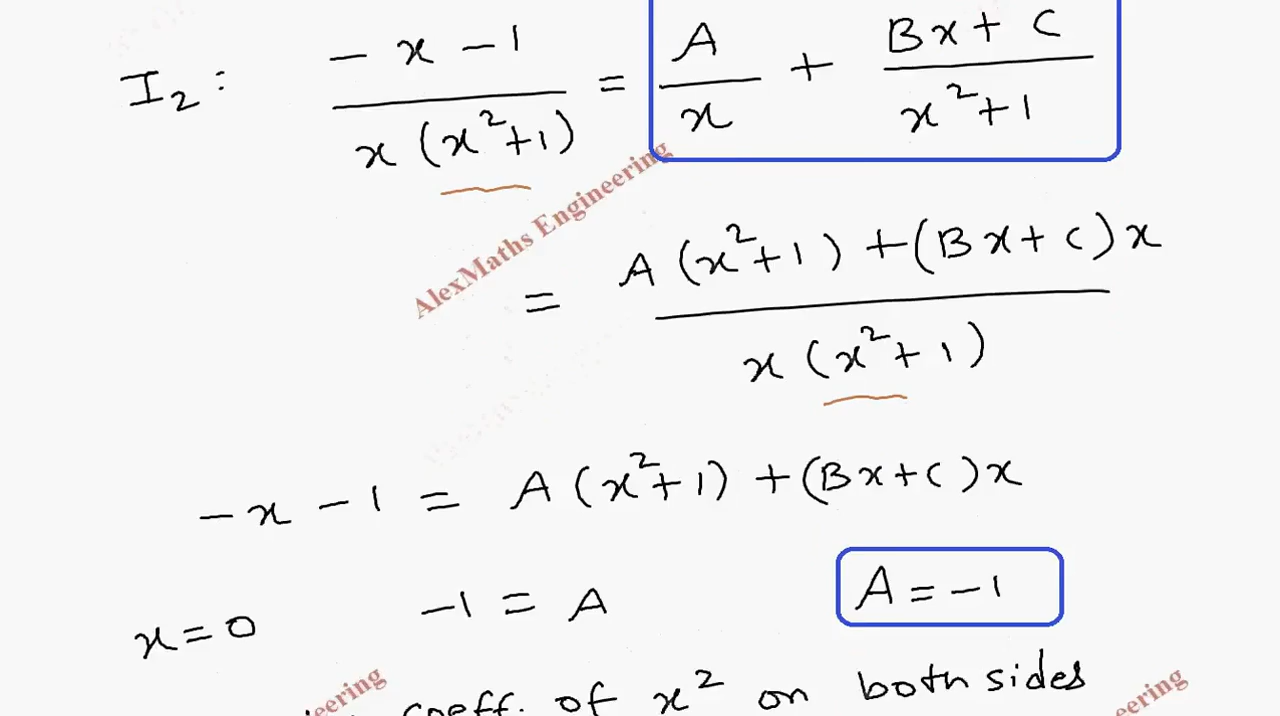 I₂ : (-x-1)/(x(x²+1)) = A/x + (Bx+C)/(x²+1)
AlexMaths Engineering
= (A(x²+1)+(Bx+C)x)/(x(x²+1))
-x-1 = A(x²+1)+(Bx+C)x
x=0 -1 = A A=-1
coeff. of x² on both sides